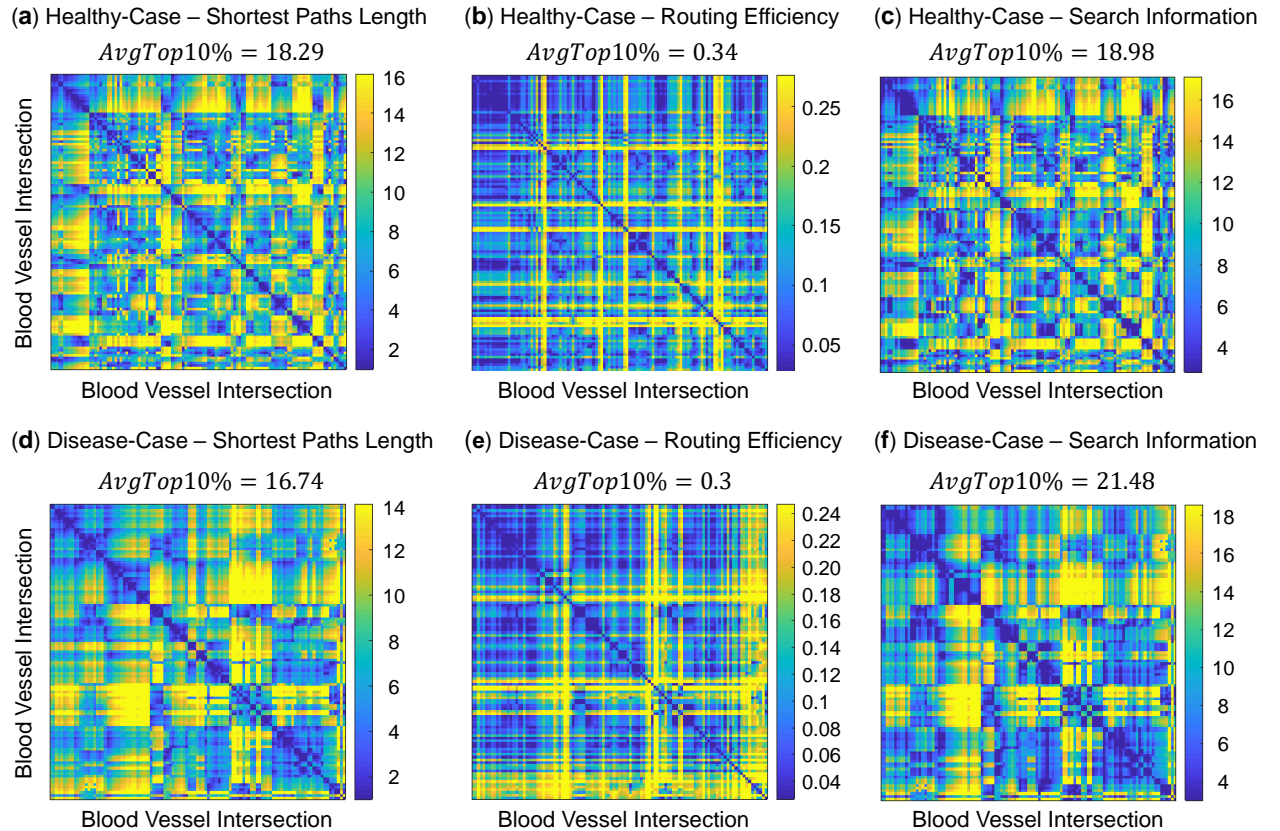 (a) Healthy-Case – Shortest Paths Length
AvgTop10% = 18.29
Blood Vessel Intersection
16
14
12
10
8
6
4
2
Blood Vessel Intersection
(b) Healthy-Case – Routing Efficiency
AvgTop10% = 0.34
0.25
0.2
0.15
0.1
0.05
Blood Vessel Intersection
(c) Healthy-Case – Search Information
AvgTop10% = 18.98
16
14
12
10
8
6
4
Blood Vessel Intersection
(d) Disease-Case – Shortest Paths Length
AvgTop10% = 16.74
Blood Vessel Intersection
14
12
10
8
6
4
2
Blood Vessel Intersection
(e) Disease-Case – Routing Efficiency
AvgTop10% = 0.3
0.24
0.22
0.20
0.18
0.16
0.14
0.12
0.1
0.08
0.06
0.04
Blood Vessel Intersection
(f) Disease-Case – Search Information
AvgTop10% = 21.48
18
16
14
12
10
8
6
4
Blood Vessel Intersection